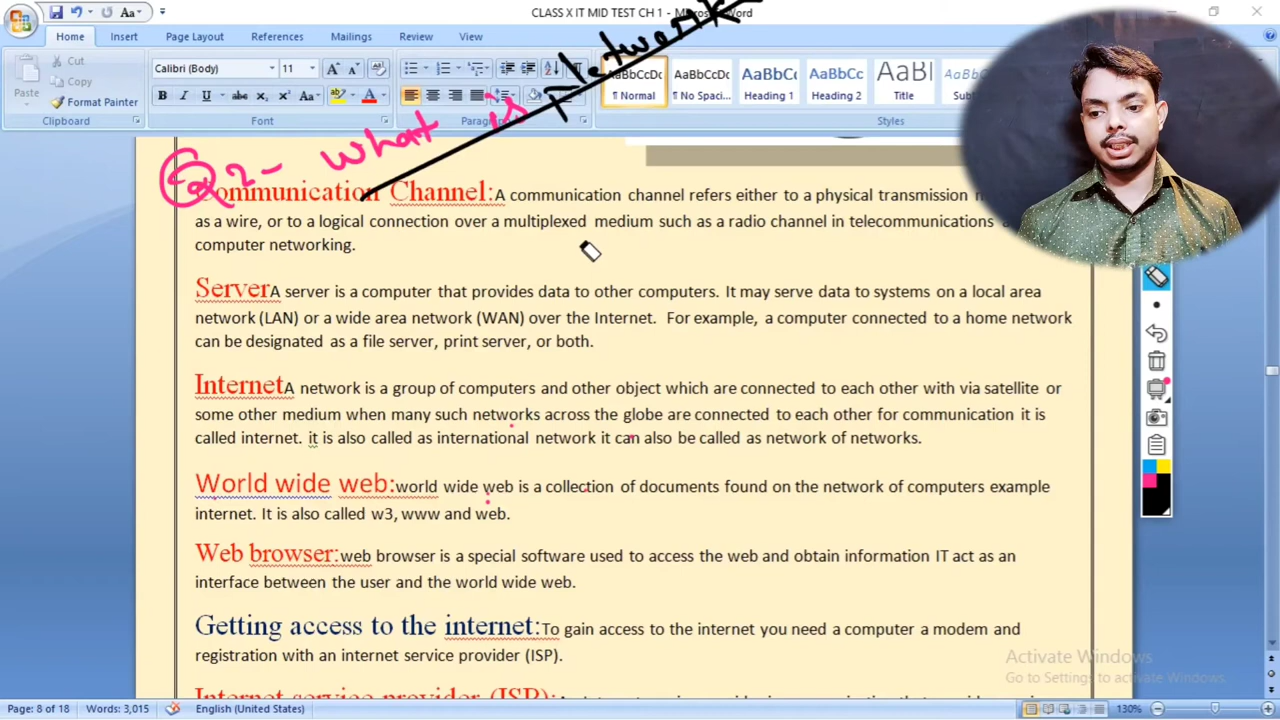 CLASS X IT MID TEST CH 1 - Word
Home Insert Page Layout References Mailings Review View
Cut
Copy
Format Painter
Paste
Calibri (Body) 11
Clipboard Font Styles
AaBbCcDc AaBbCcDc AaBbCc AaBbCc
¶ Normal ¶ No Spaci... Heading 1 Heading 2 Title
Q2- What is Network
Communication Channel:A communication channel refers either to a physical transmission
as a wire, or to a logical connection over a multiplexed medium such as a radio channel in telecommunications
computer networking.
ServerA server is a computer that provides data to other computers. It may serve data to systems on a local area
network (LAN) or a wide area network (WAN) over the Internet. For example, a computer connected to a home network
can be designated as a file server, print server, or both.
InternetA network is a group of computers and other object which are connected to each other with via satellite or
some other medium when many such networks across the globe are connected to each other for communication it is
called internet. it is also called as international network it can also be called as network of networks.
World wide web:world wide web is a collection of documents found on the network of computers example
internet. It is also called w3, www and web.
Web browser:web browser is a special software used to access the web and obtain information IT act as an
interface between the user and the world wide web.
Getting access to the internet:To gain access to the internet you need a computer a modem and
registration with an internet service provider (ISP).
Internet service provider (ISP):
Activate Windows
Go to Settings to activate Windows.
Page: 8 of 18 Words: 3,015 English (United States) 130%